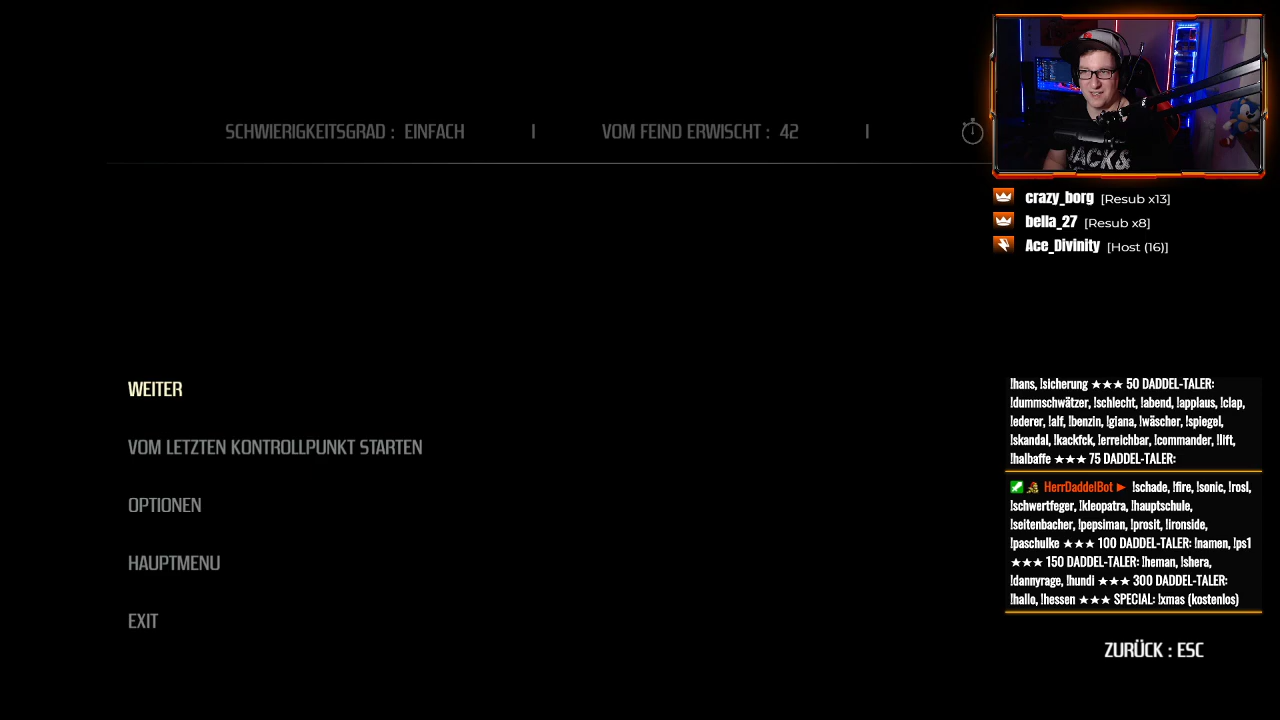 SCHWIERIGKEITSGRAD : EINFACH | VOM FEIND ERWISCHT : 42 |
JACK&
crazy_borg [Resub x13]
bella_27 [Resub x8]
Ace_Divinity [Host (16)]
WEITER
VOM LETZTEN KONTROLLPUNKT STARTEN
OPTIONEN
HAUPTMENU
EXIT
!hans, !sicherung ★★★ 50 DADDEL-TALER:
!dummschwätzer, !schlecht, !abend, !applaus, !clap,
!ederer, !alf, !benzin, !giana, !wäscher, !spiegel,
!skandal, !kackfck, !erreichbar, !commander, !lift,
!halbaffe ★★★ 75 DADDEL-TALER:
HerrDaddelBot ► !schade, !fire, !sonic, !rosl,
!schwertfeger, !kleopatra, !hauptschule,
!seitenbacher, !pepsiman, !prosit, !ironside,
!paschulke ★★★ 100 DADDEL-TALER: !namen, !ps1
★★★ 150 DADDEL-TALER: !heman, !shera,
!dannyrage, !hundi ★★★ 300 DADDEL-TALER:
!hallo, !hessen ★★★ SPECIAL: !xmas (kostenlos)
ZURÜCK : ESC